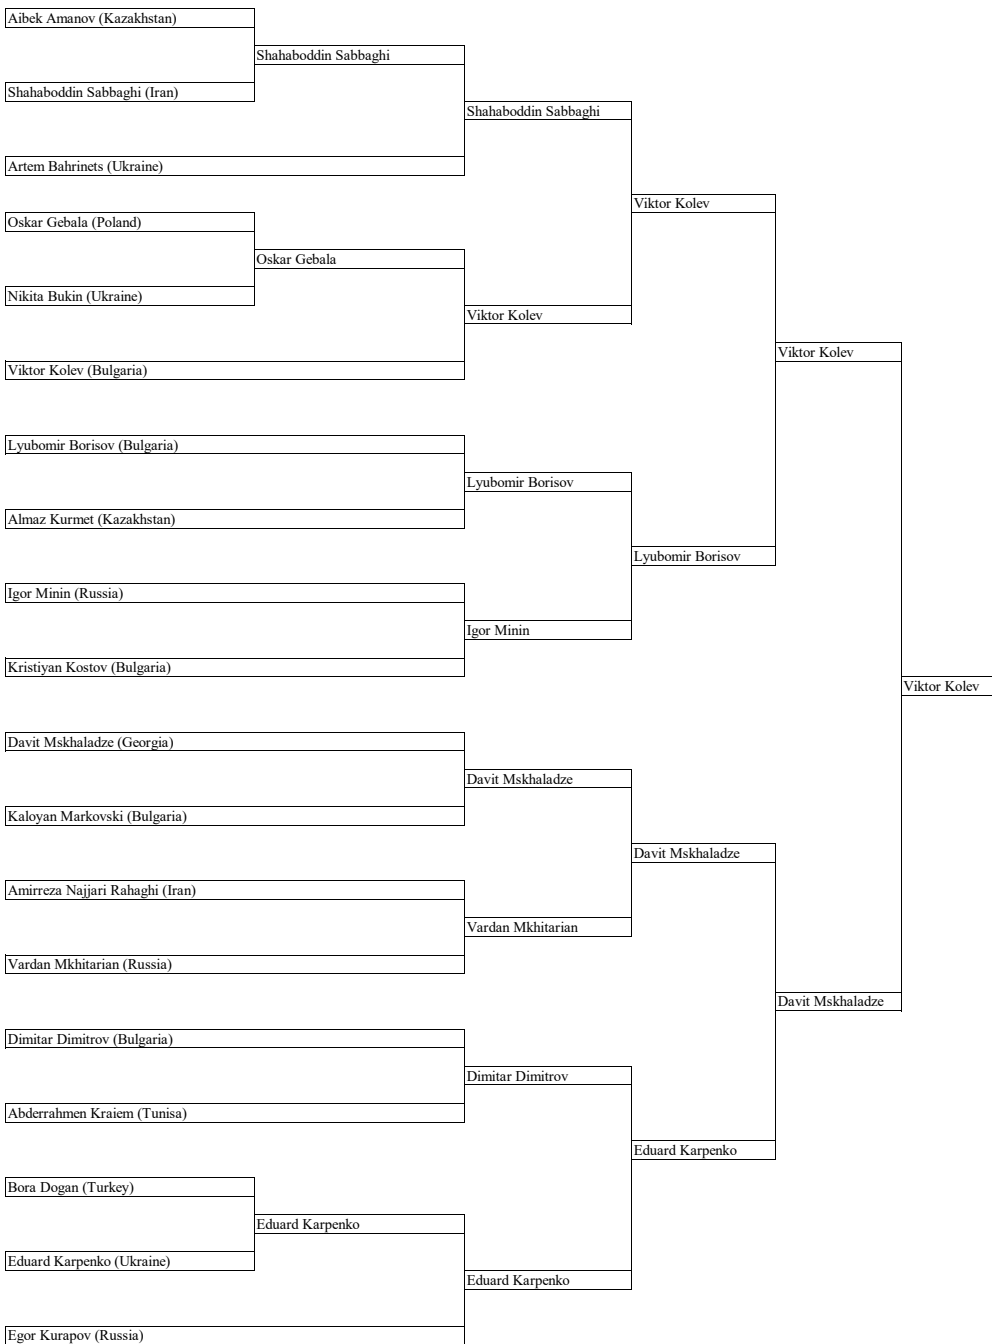 Aibek Amanov (Kazakhstan)
Shahaboddin Sabbaghi
Shahaboddin Sabbaghi (Iran)
Shahaboddin Sabbaghi
Artem Bahrinets (Ukraine)
Viktor Kolev
Oskar Gebala (Poland)
Oskar Gebala
Nikita Bukin (Ukraine)
Viktor Kolev
Viktor Kolev
Viktor Kolev (Bulgaria)
Lyubomir Borisov (Bulgaria)
Lyubomir Borisov
Almaz Kurmet (Kazakhstan)
Lyubomir Borisov
Igor Minin (Russia)
Igor Minin
Kristiyan Kostov (Bulgaria)
Viktor Kolev
Davit Mskhaladze (Georgia)
Davit Mskhaladze
Kaloyan Markovski (Bulgaria)
Davit Mskhaladze
Amirreza Najjari Rahaghi (Iran)
Vardan Mkhitarian
Vardan Mkhitarian (Russia)
Davit Mskhaladze
Dimitar Dimitrov (Bulgaria)
Dimitar Dimitrov
Abderrahmen Kraiem (Tunisa)
Eduard Karpenko
Bora Dogan (Turkey)
Eduard Karpenko
Eduard Karpenko (Ukraine)
Eduard Karpenko
Egor Kurapov (Russia)